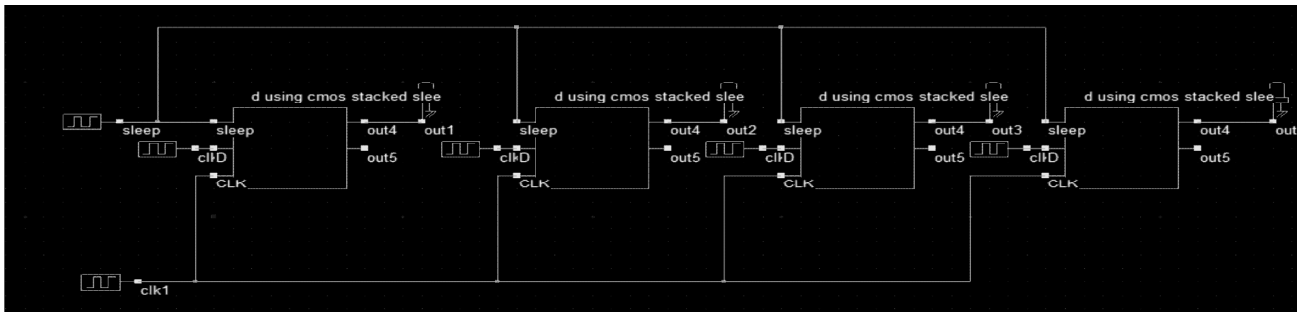 d using cmos stacked slee d using cmos stacked slee d using cmos stacked slee d using cmos stacked slee
sleep sleep out4 out1 sleep out4 out2 sleep out4 out3 sleep out4 out
clkD out5 clkD out5 clkD out5 clkD out5
CLK CLK CLK CLK
clk1